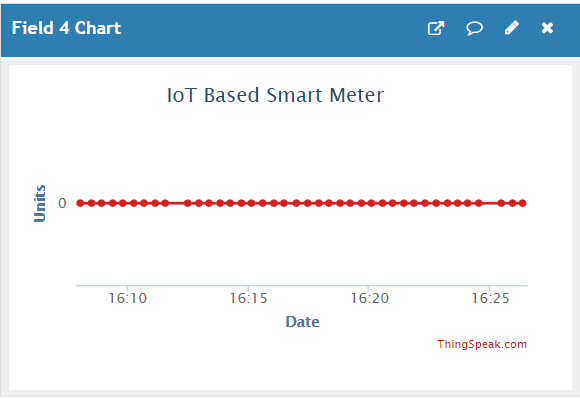 Field 4 Chart
IoT Based Smart Meter
Units
0
16:10 16:15 16:20 16:25
Date
ThingSpeak.com